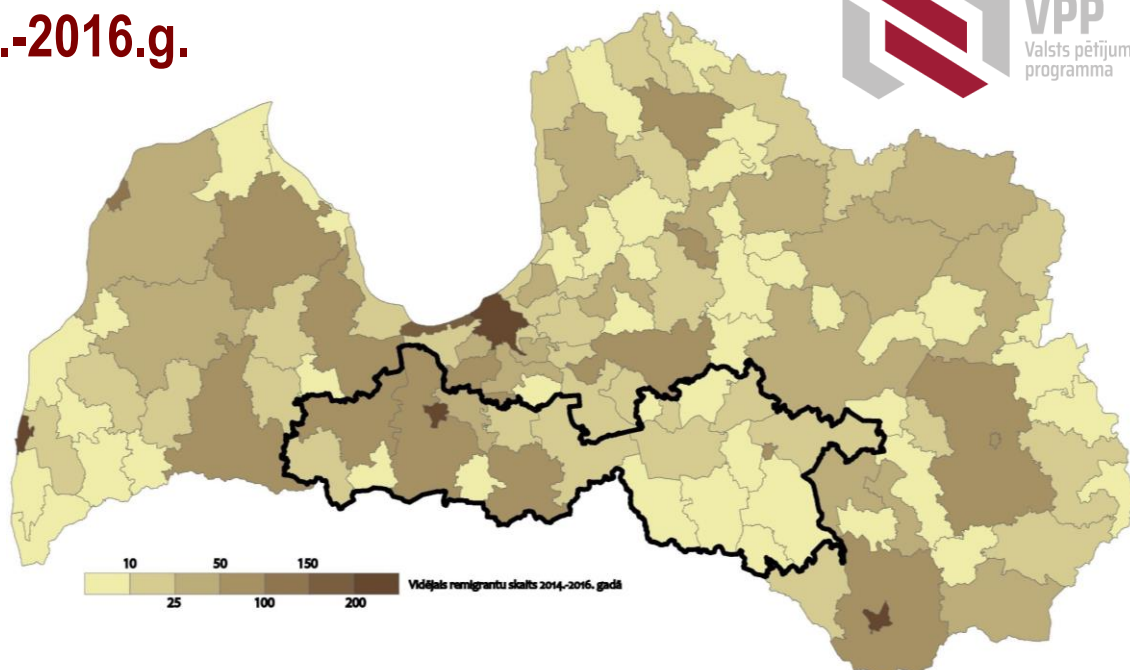 .-2016.g.
VPP
Valsts pētījum
programma
10 50 150
25 100 200
Vidējais remigrantu skaits 2014.-2016. gadā